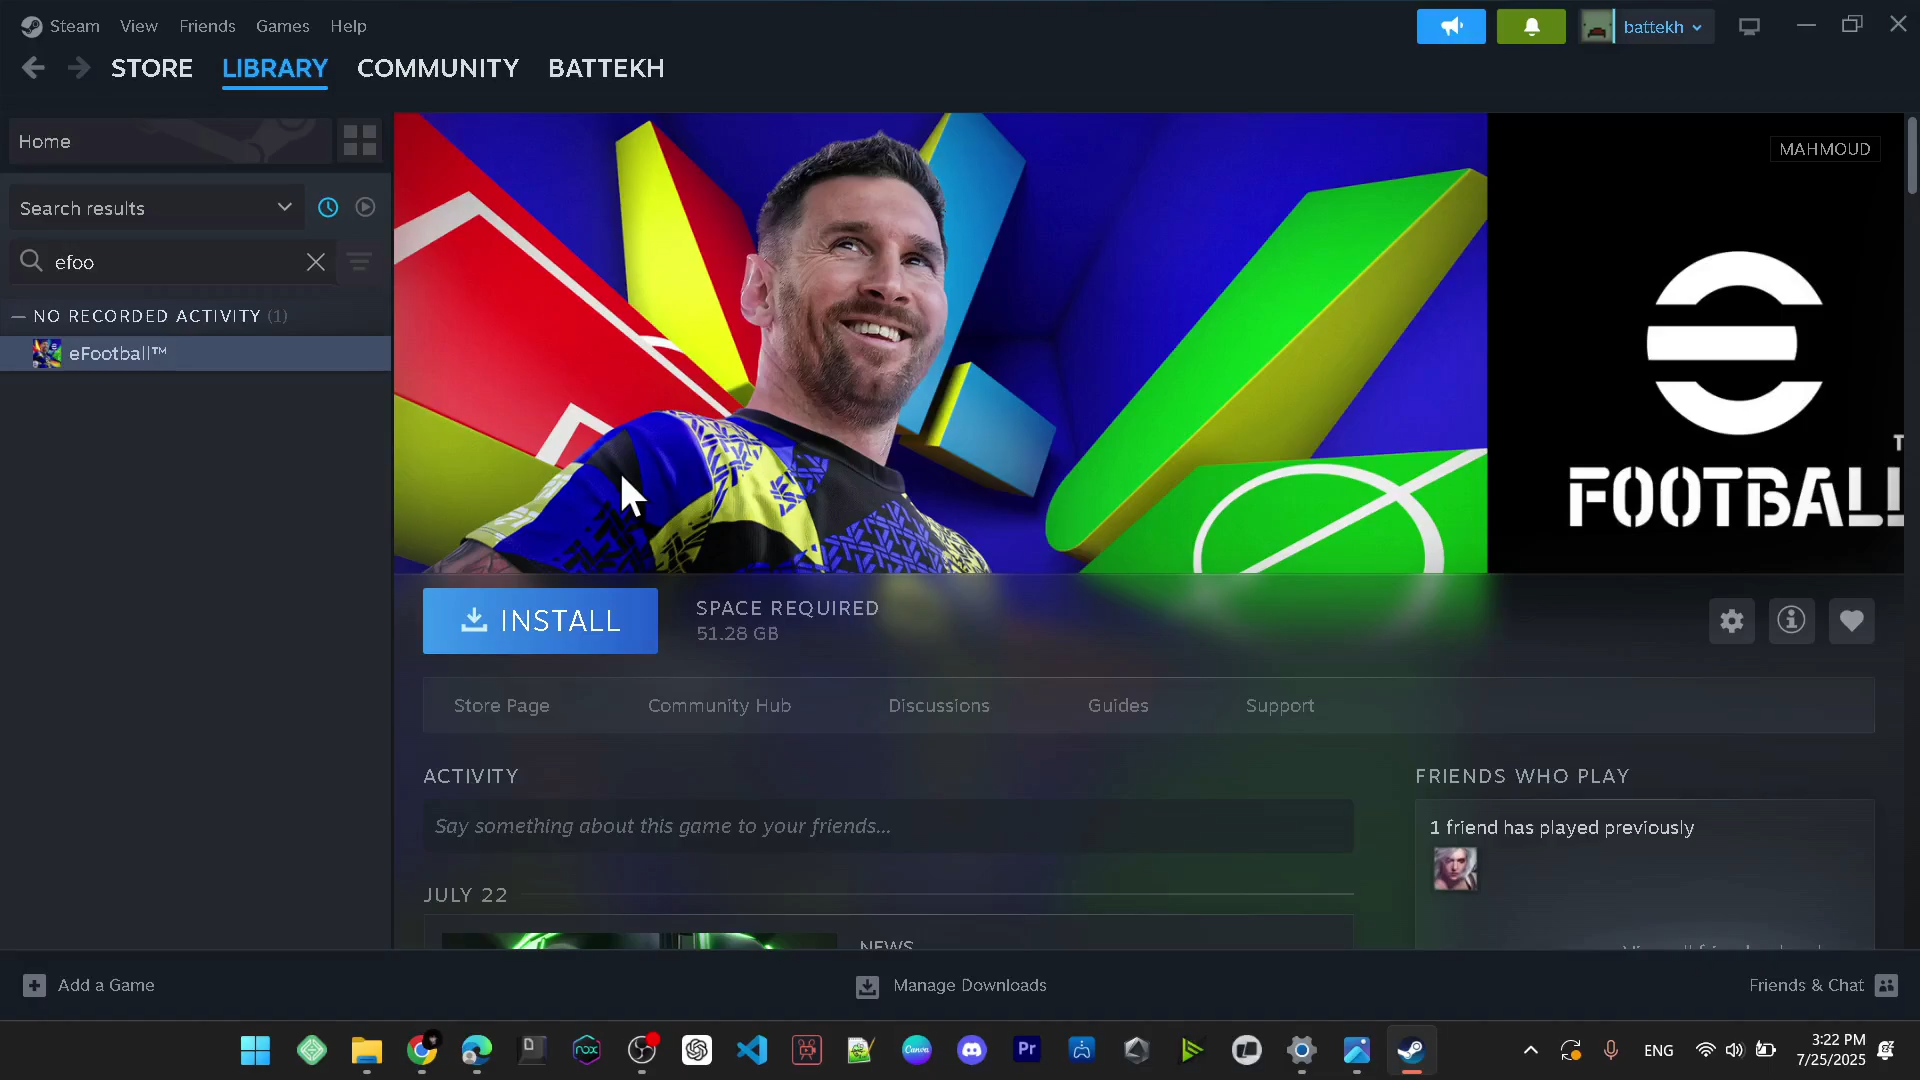 Steam View Friends Games Help
battekh
STORE LIBRARY COMMUNITY BATTEKH
Home
MAHMOUD
Search results
efoo
NO RECORDED ACTIVITY (1)
eFootball™
FOOTBALL
INSTALL
SPACE REQUIRED
51.28 GB
Store Page Community Hub Discussions Guides Support
ACTIVITY
FRIENDS WHO PLAY
Say something about this game to your friends...
1 friend has played previously
JULY 22
NEWS
Add a Game
Manage Downloads
Friends & Chat
nox
Canva
Pr
ENG
3:22 PM
7/25/2025